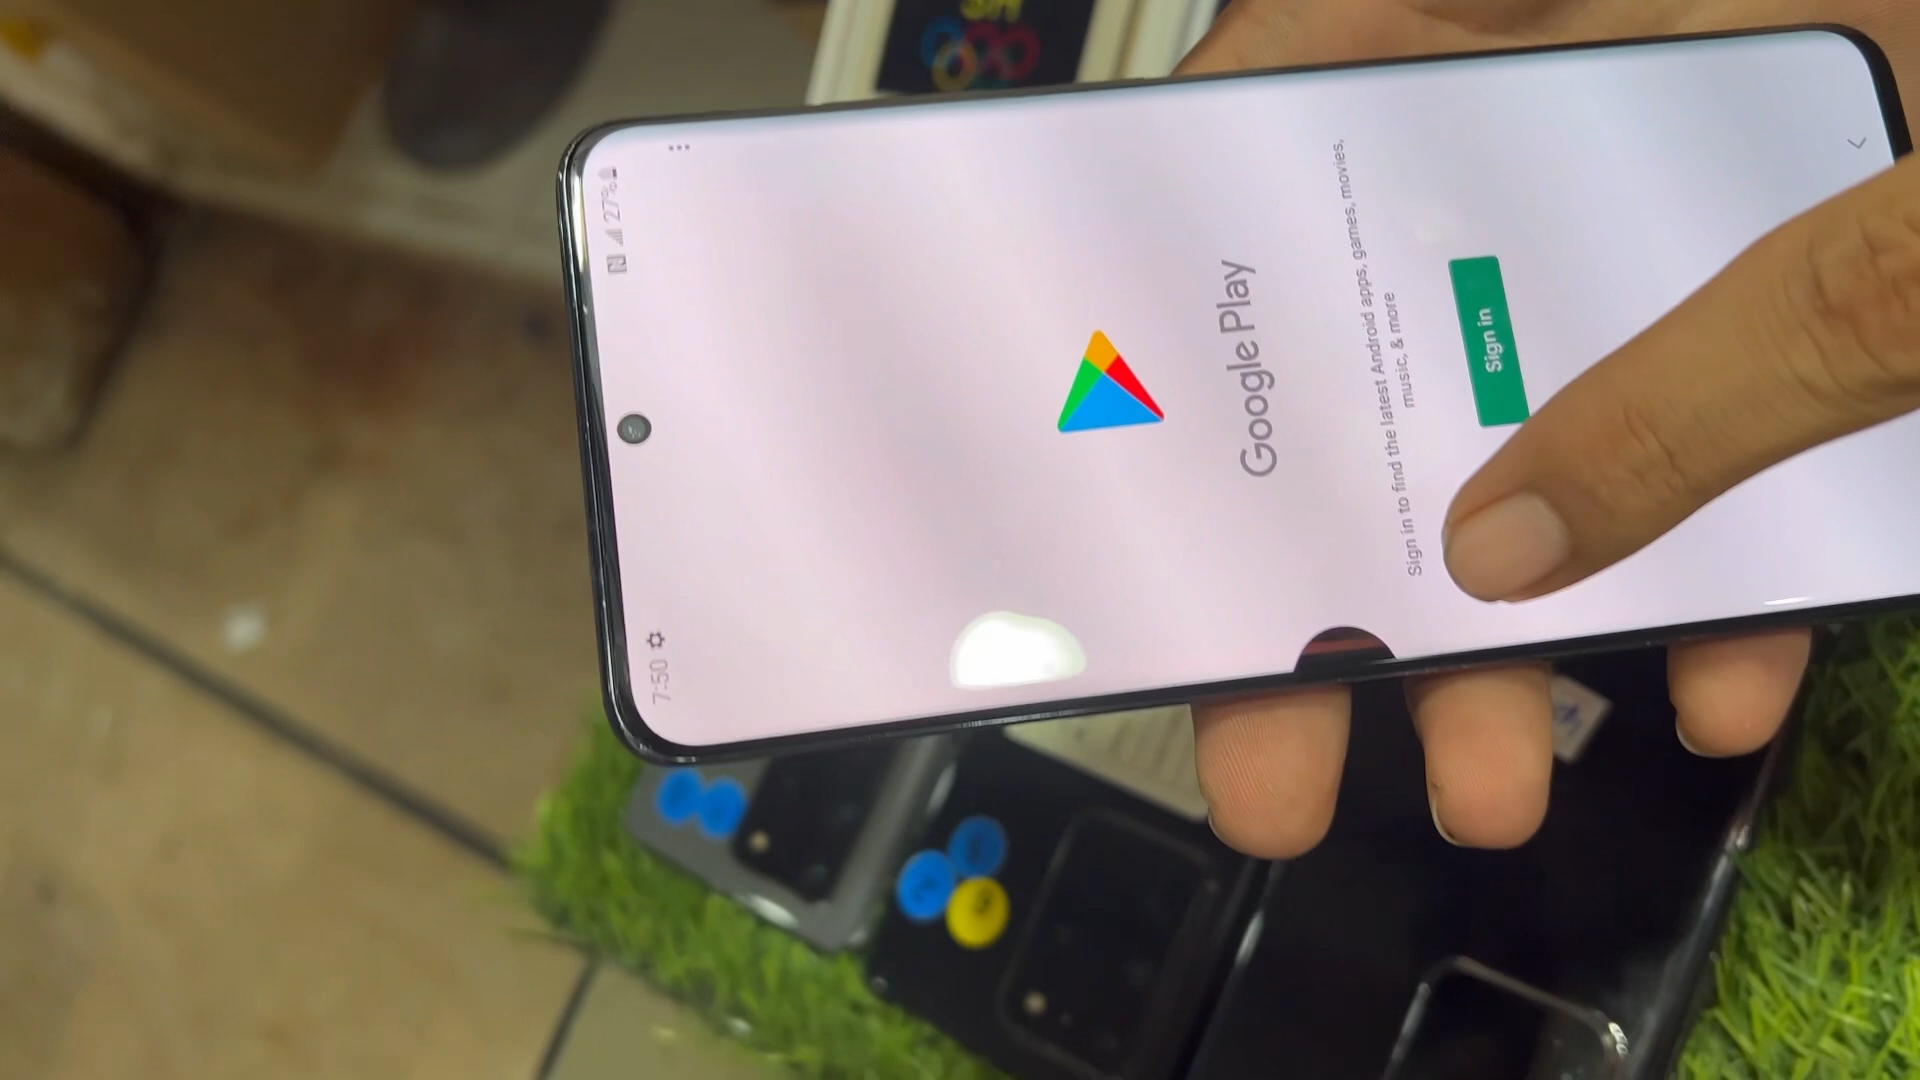 7:50
27%
Google Play
Sign in to find the latest Android apps, games, movies,
music, & more
Sign in